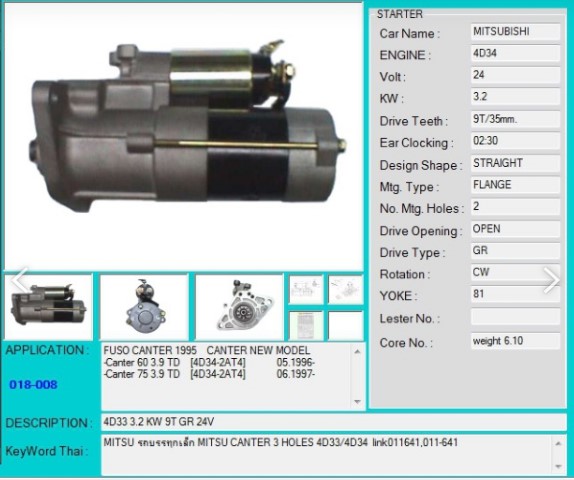 STARTER
Car Name : MITSUBISHI
ENGINE : 4D34
Volt : 24
KW : 3.2
Drive Teeth : 9T/35mm.
Ear Clocking : 02:30
Design Shape : STRAIGHT
Mtg. Type : FLANGE
No. Mtg. Holes : 2
Drive Opening : OPEN
Drive Type : GR
Rotation : CW
YOKE : 81
Lester No. :
Core No. : weight 6.10
APPLICATION : FUSO CANTER 1995 CANTER NEW MODEL
-Canter 60 3.9 TD [4D34-2AT4] 05.1996-
-Canter 75 3.9 TD [4D34-2AT4] 06.1997-
018-008
DESCRIPTION : 4D33 3.2 KW 9T GR 24V
KeyWord Thai : MITSU รถบรรทุกเล็ก MITSU CANTER 3 HOLES 4D33/4D34 link011641,011-641